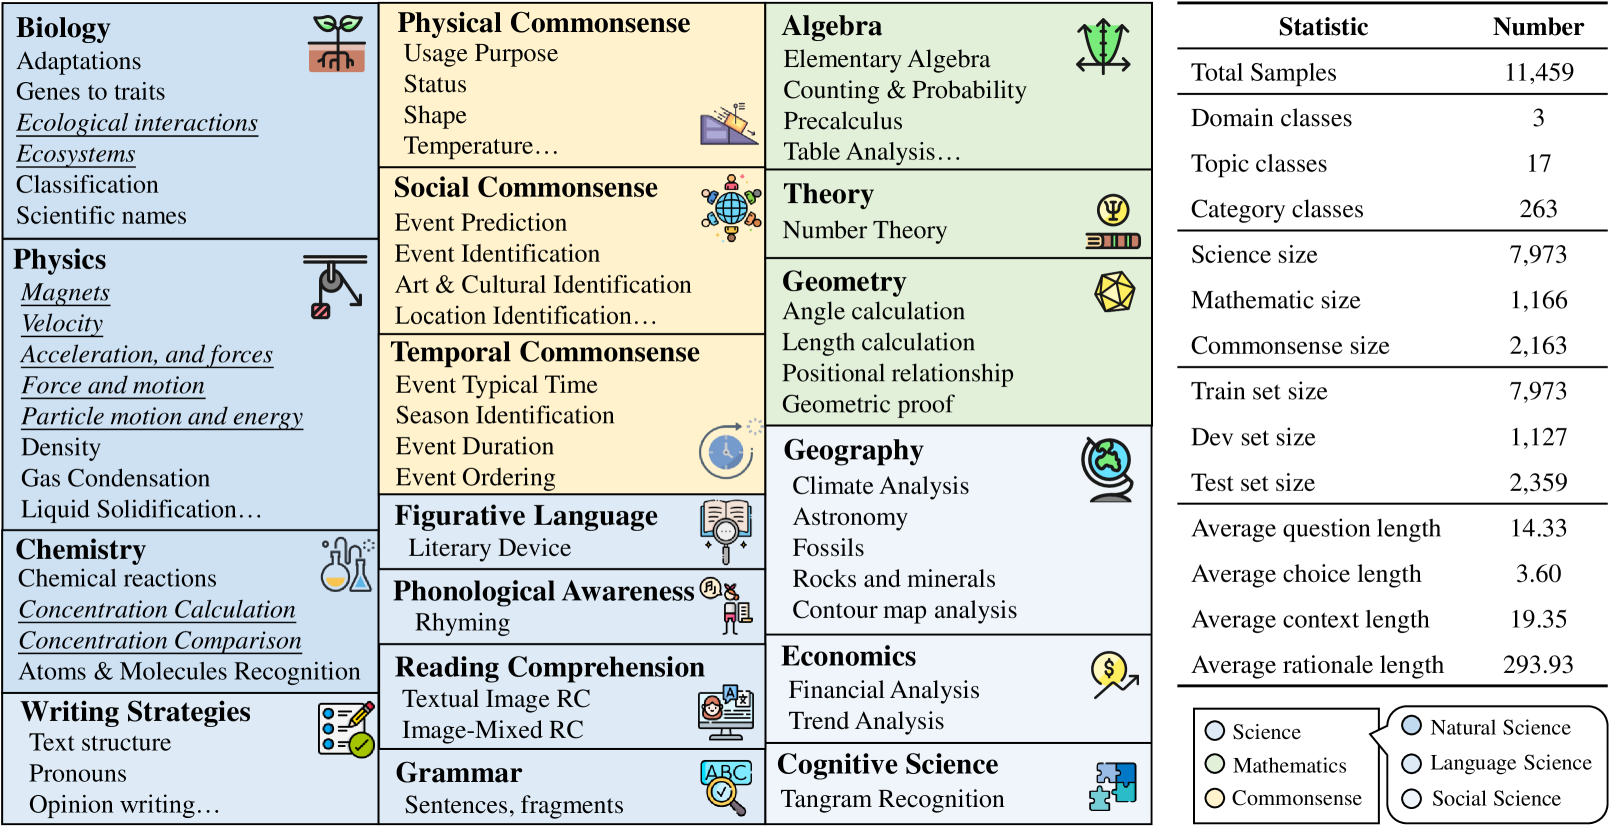 Biology
Adaptations
Genes to traits
Ecological interactions
Ecosystems
Classification
Scientific names
Physics
Magnets
Velocity
Acceleration, and forces
Force and motion
Particle motion and energy
Density
Gas Condensation
Liquid Solidification…
Chemistry
Chemical reactions
Concentration Calculation
Concentration Comparison
Atoms & Molecules Recognition
Writing Strategies
Text structure
Pronouns
Opinion writing…
Physical Commonsense
Usage Purpose
Status
Shape
Temperature…
Social Commonsense
Event Prediction
Event Identification
Art & Cultural Identification
Location Identification…
Temporal Commonsense
Event Typical Time
Season Identification
Event Duration
Event Ordering
Figurative Language
Literary Device
Phonological Awareness
Rhyming
Reading Comprehension
Textual Image RC
Image-Mixed RC
A
Grammar
Sentences, fragments
ABC
Algebra
Elementary Algebra
Counting & Probability
Precalculus
Table Analysis…
Theory
Number Theory
Ψ
Geometry
Angle calculation
Length calculation
Positional relationship
Geometric proof
Geography
Climate Analysis
Astronomy
Fossils
Rocks and minerals
Contour map analysis
Economics
Financial Analysis
Trend Analysis
$
Cognitive Science
Tangram Recognition
Statistic Number
Total Samples 11,459
Domain classes 3
Topic classes 17
Category classes 263
Science size 7,973
Mathematic size 1,166
Commonsense size 2,163
Train set size 7,973
Dev set size 1,127
Test set size 2,359
Average question length 14.33
Average choice length 3.60
Average context length 19.35
Average rationale length 293.93
Science
Mathematics
Commonsense
Natural Science
Language Science
Social Science